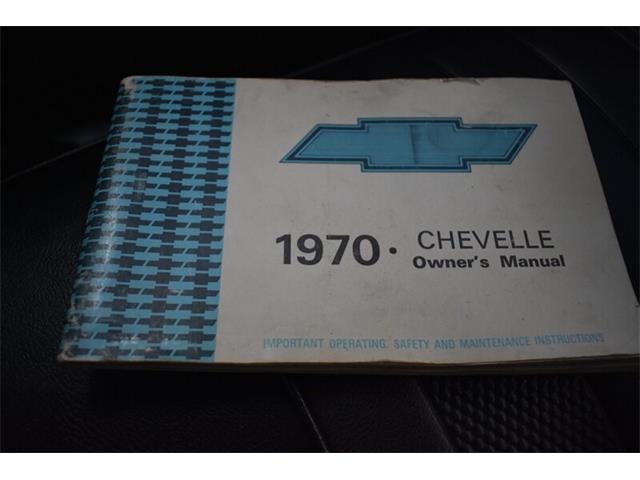 1970 • CHEVELLE
Owner's Manual
IMPORTANT OPERATING, SAFETY AND MAINTENANCE INSTRUCTIONS